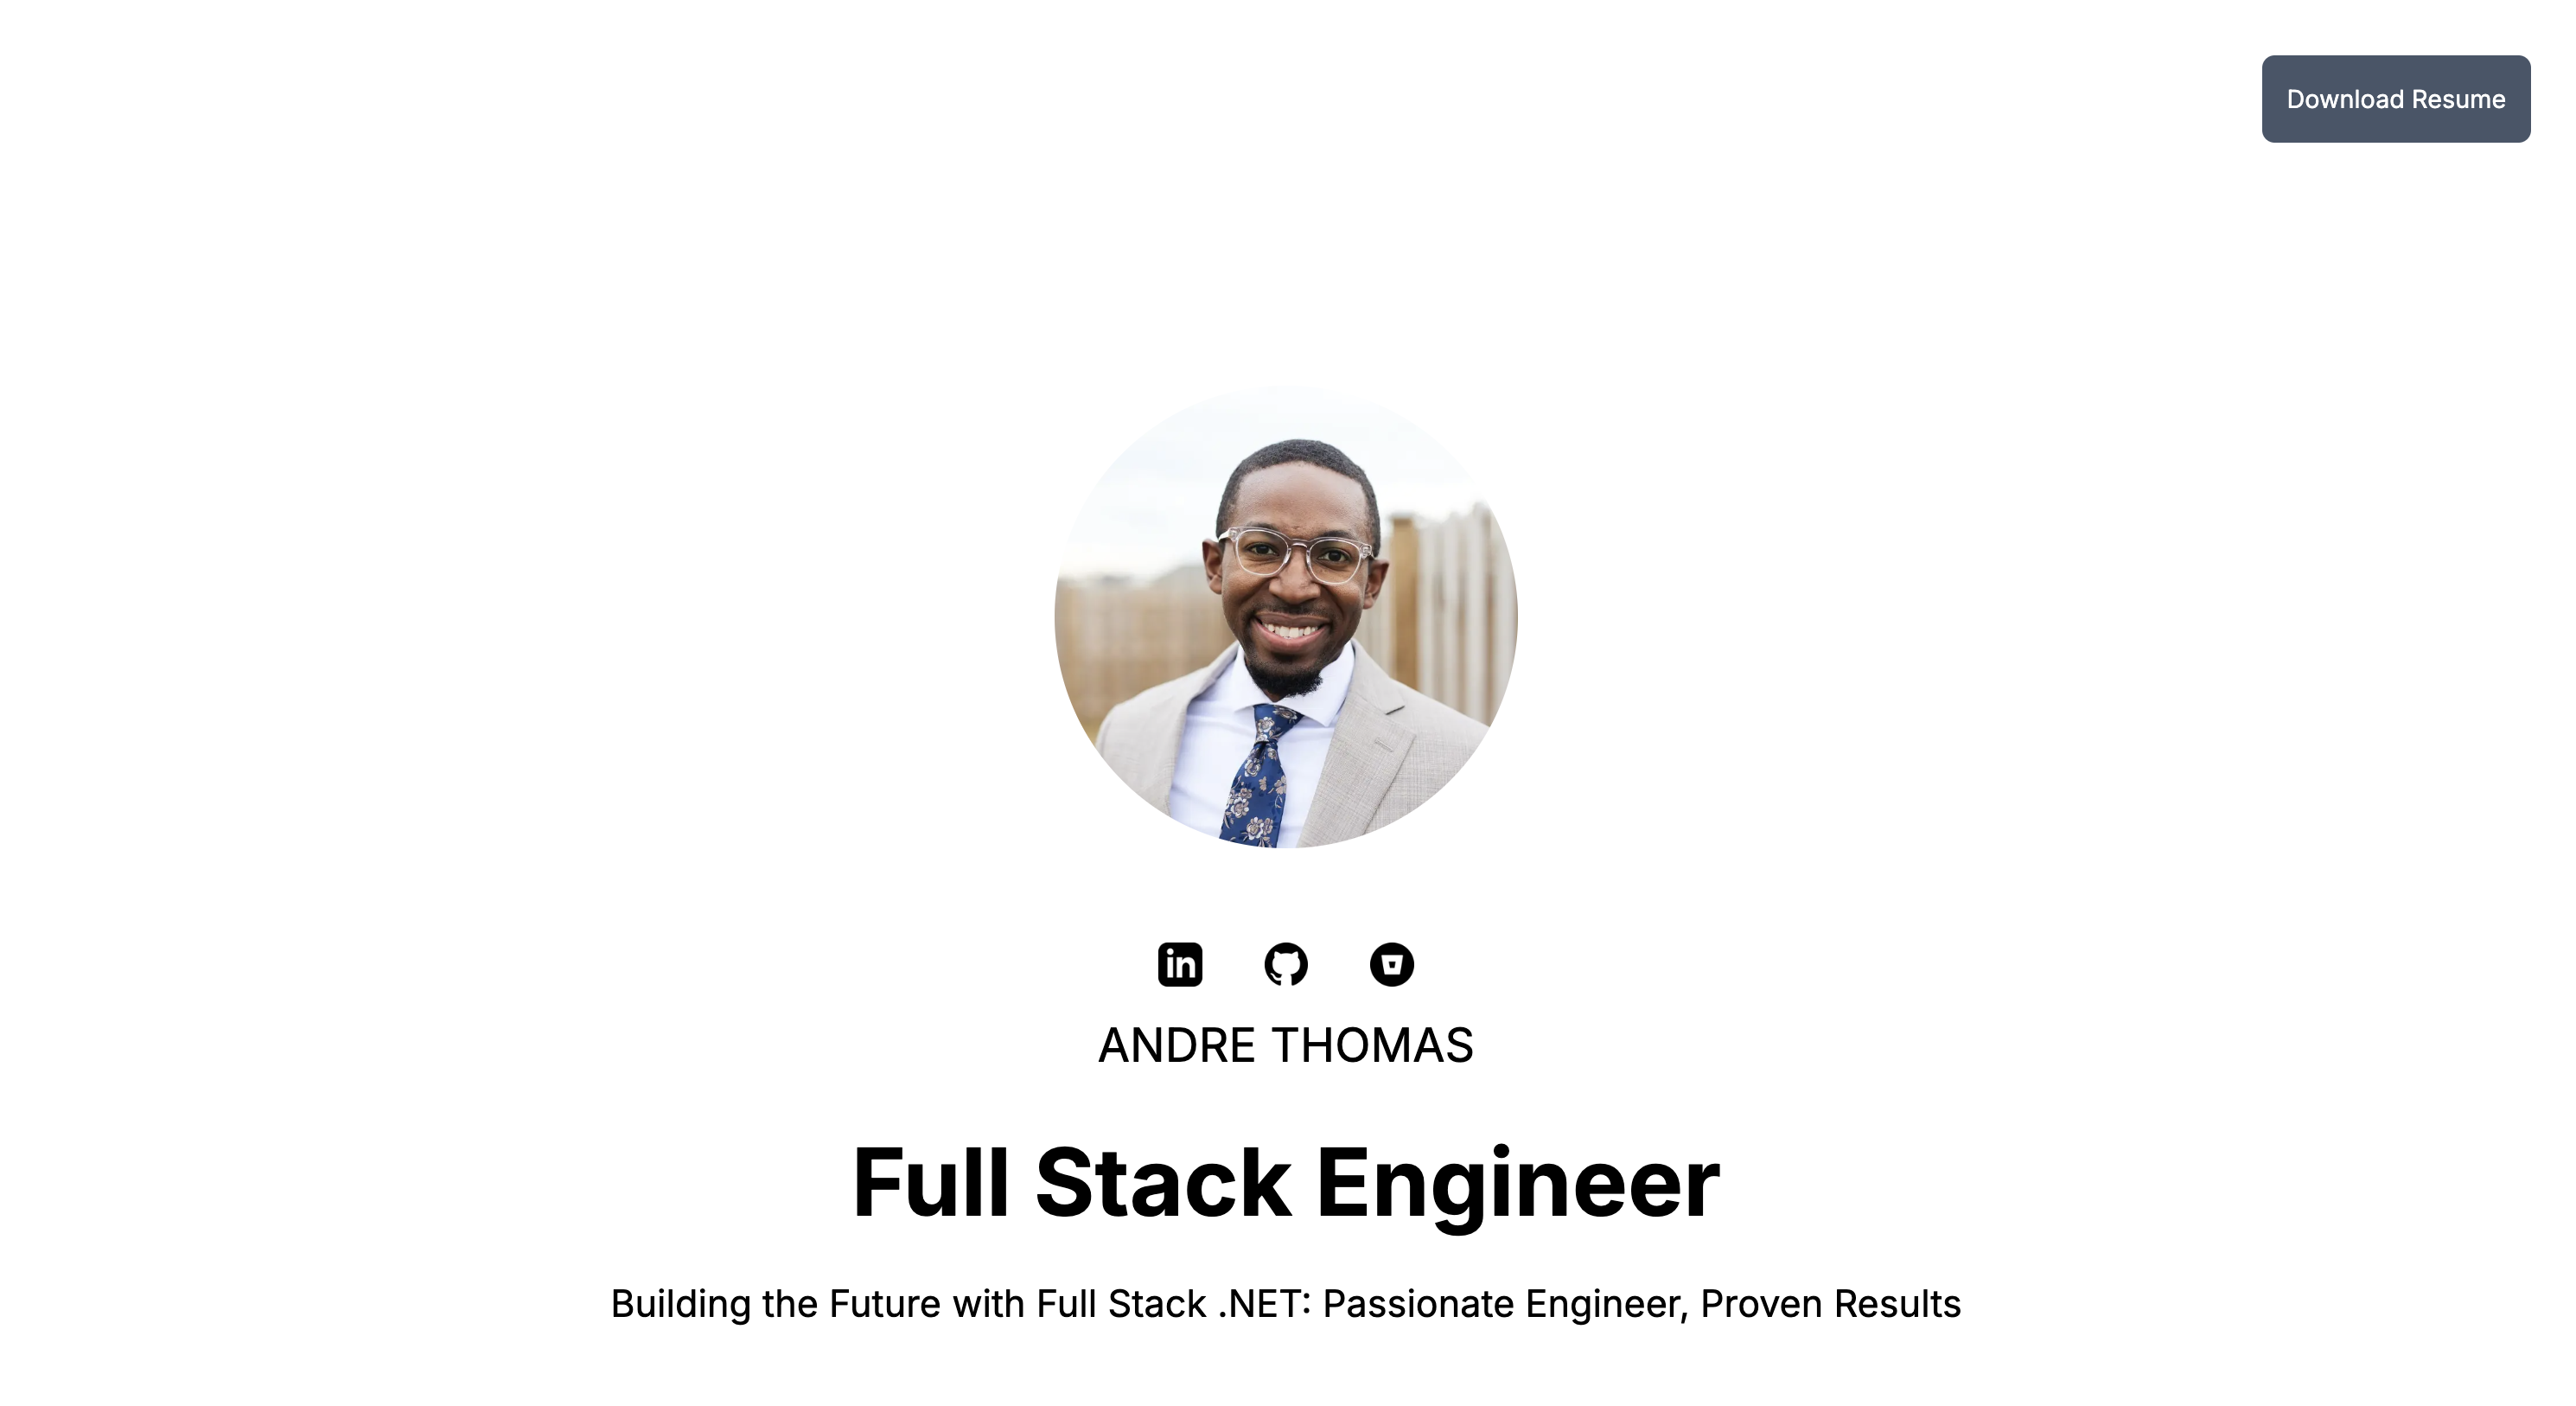 Download Resume
in
ANDRE THOMAS
Full Stack Engineer
Building the Future with Full Stack .NET: Passionate Engineer, Proven Results